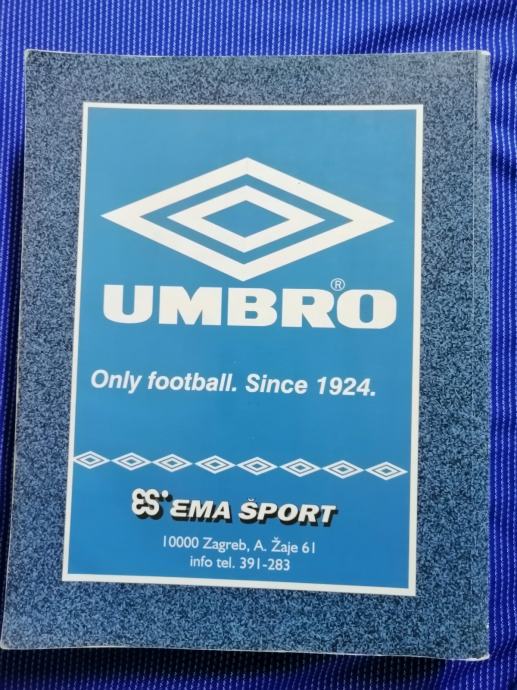 UMBRO®
Only football. Since 1924.
ES EMA ŠPORT
10000 Zagreb, A. Žaje 61
info tel. 391-283